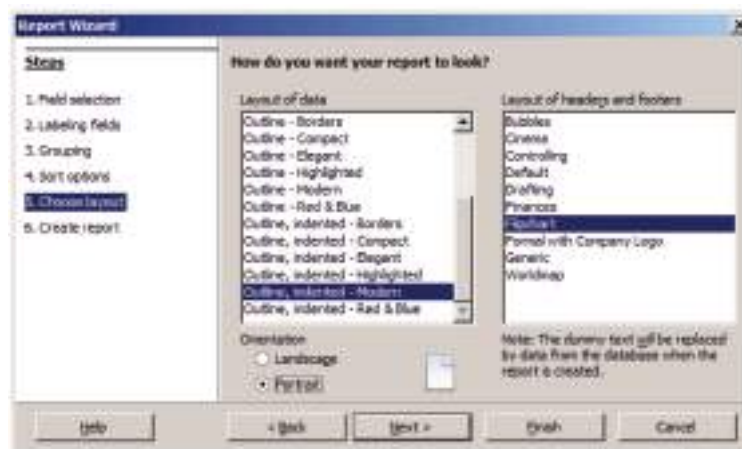 Report Wizard
Steps
1. Field selection
2. Labeling fields
3. Grouping
4. Sort options
5. Choose layout
6. Create report
How do you want your report to look?
Layout of data
Outline - Borders
Outline - Compact
Outline - Elegant
Outline - Highlighted
Outline - Modern
Outline - Red & Blue
Outline, indented - Borders
Outline, indented - Compact
Outline, indented - Elegant
Outline, indented - Highlighted
Outline, indented - Modern
Outline, indented - Red & Blue
Layout of headers and footers
Bubbles
Cinema
Controlling
Default
Drafting
Finances
Flipchart
Formal with Company Logo
Generic
Worldmap
Orientation
Landscape
Portrait
Note: The dummy text will be replaced
by data from the database when the
report is created.
Help
< Back
Next >
Finish
Cancel